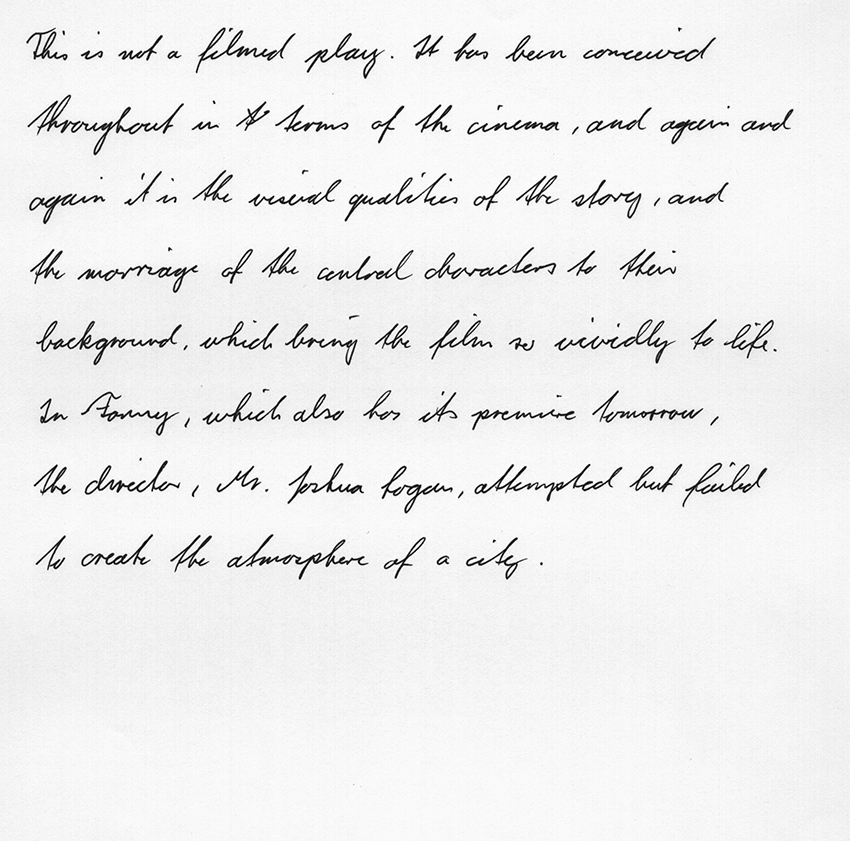 This is not a filmed play. It has been conceived
throughout in terms of the cinema, and again and
again it is the visual qualities of the story, and
the marriage of the central characters to their
background, which bring the film so vividly to life.
In Fanny, which also has its premire tomorrow,
the director, Mr. Joshua Logan, attempted but failed
to create the atmosphere of a city.